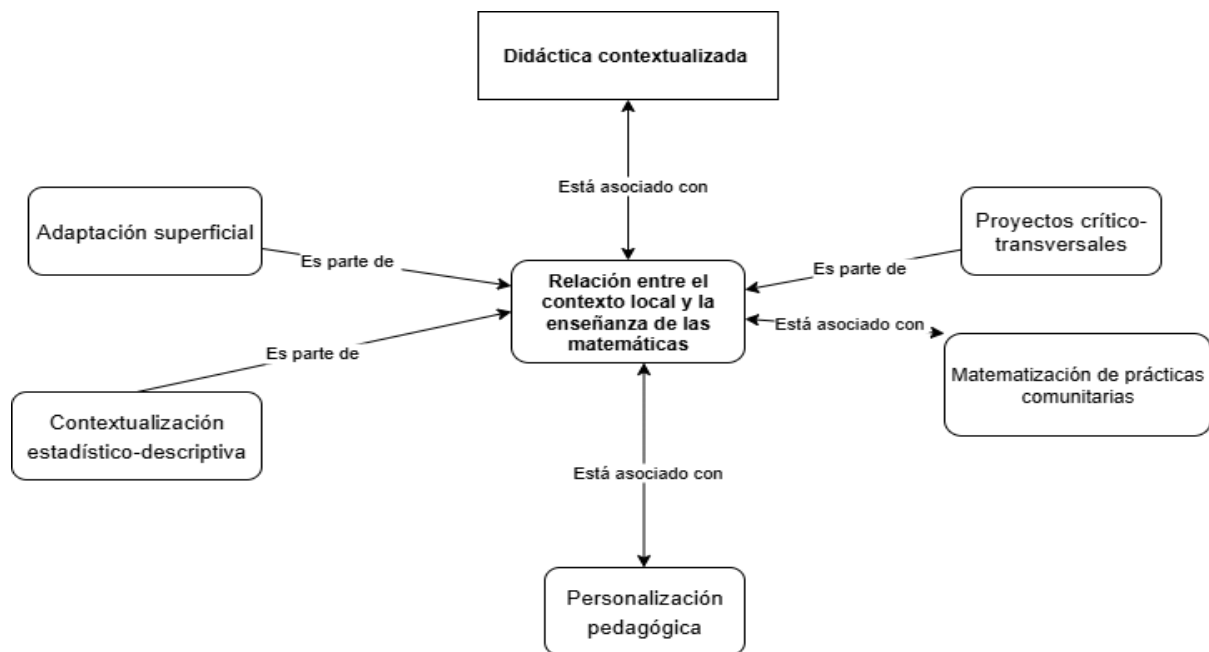 Didáctica contextualizada
Está asociado con
Adaptación superficial
Es parte de
Proyectos crítico-
transversales
Es parte de
Relación entre el
contexto local y la
enseñanza de las
matemáticas
Está asociado con
Matematización de prácticas
comunitarias
Es parte de
Contextualización
estadístico-descriptiva
Está asociado con
Personalización
pedagógica